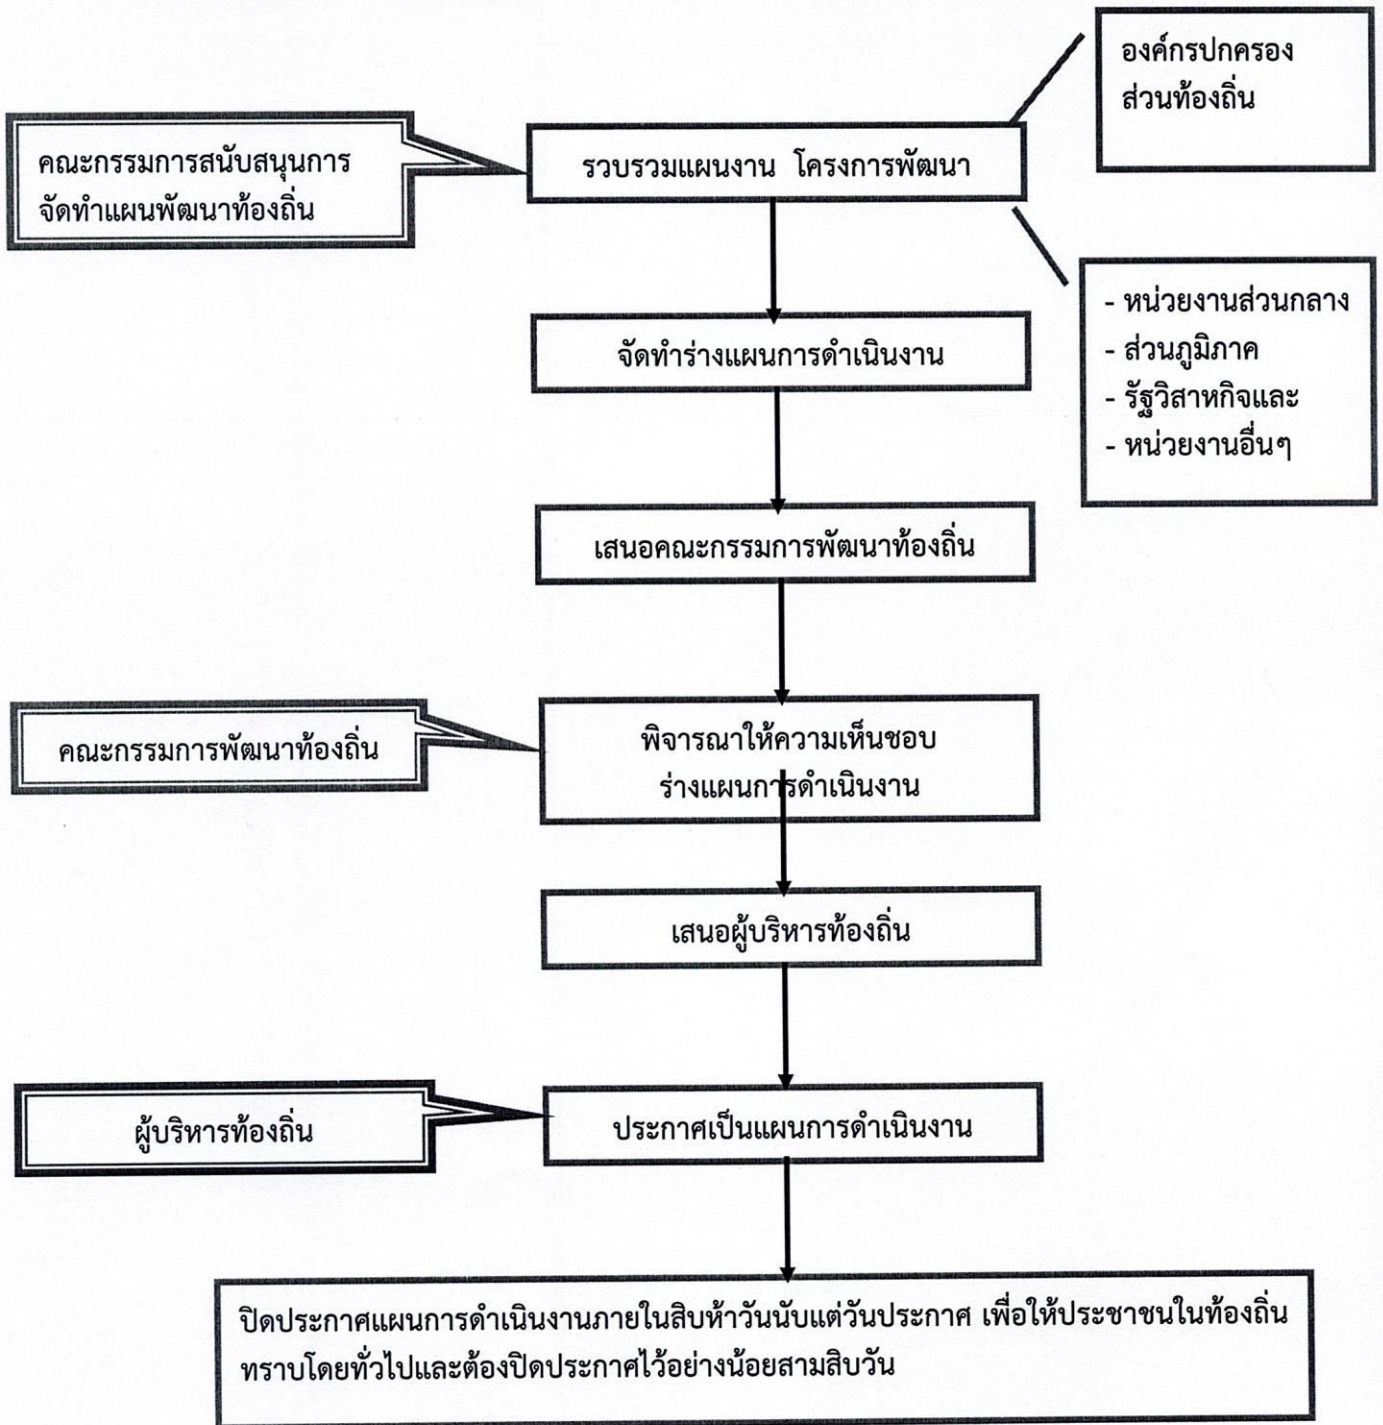 องค์กรปกครอง
ส่วนท้องถิ่น
คณะกรรมการสนับสนุนการ
จัดทำแผนพัฒนาท้องถิ่น
รวบรวมแผนงาน โครงการพัฒนา
- หน่วยงานส่วนกลาง
- ส่วนภูมิภาค
- รัฐวิสาหกิจและ
- หน่วยงานอื่นๆ
จัดทำร่างแผนการดำเนินงาน
เสนอคณะกรรมการพัฒนาท้องถิ่น
คณะกรรมการพัฒนาท้องถิ่น
พิจารณาให้ความเห็นชอบ
ร่างแผนการดำเนินงาน
เสนอผู้บริหารท้องถิ่น
ผู้บริหารท้องถิ่น
ประกาศเป็นแผนการดำเนินงาน
ปิดประกาศแผนการดำเนินงานภายในสิบห้าวันนับแต่วันประกาศ เพื่อให้ประชาชนในท้องถิ่น
ทราบโดยทั่วไปและต้องปิดประกาศไว้อย่างน้อยสามสิบวัน